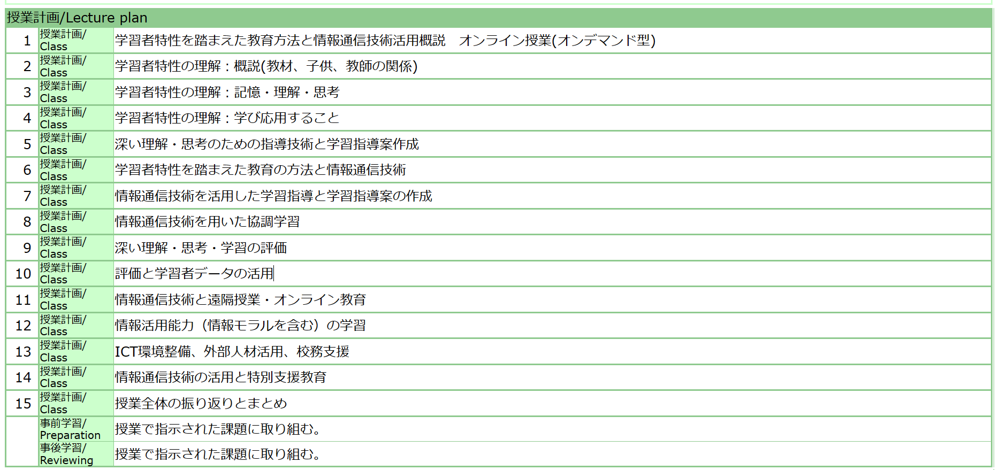 授業計画/Lecture plan
1 授業計画/Class 学習者特性を踏まえた教育方法と情報通信技術活用概説　オンライン授業(オンデマンド型)
2 授業計画/Class 学習者特性の理解：概説(教材、子供、教師の関係)
3 授業計画/Class 学習者特性の理解：記憶・理解・思考
4 授業計画/Class 学習者特性の理解：学び応用すること
5 授業計画/Class 深い理解・思考のための指導技術と学習指導案作成
6 授業計画/Class 学習者特性を踏まえた教育の方法と情報通信技術
7 授業計画/Class 情報通信技術を活用した学習指導と学習指導案の作成
8 授業計画/Class 情報通信技術を用いた協調学習
9 授業計画/Class 深い理解・思考・学習の評価
10 授業計画/Class 評価と学習者データの活用
11 授業計画/Class 情報通信技術と遠隔授業・オンライン教育
12 授業計画/Class 情報活用能力（情報モラルを含む）の学習
13 授業計画/Class ICT環境整備、外部人材活用、校務支援
14 授業計画/Class 情報通信技術の活用と特別支援教育
15 授業計画/Class 授業全体の振り返りとまとめ
事前学習/Preparation 授業で指示された課題に取り組む。
事後学習/Reviewing 授業で指示された課題に取り組む。